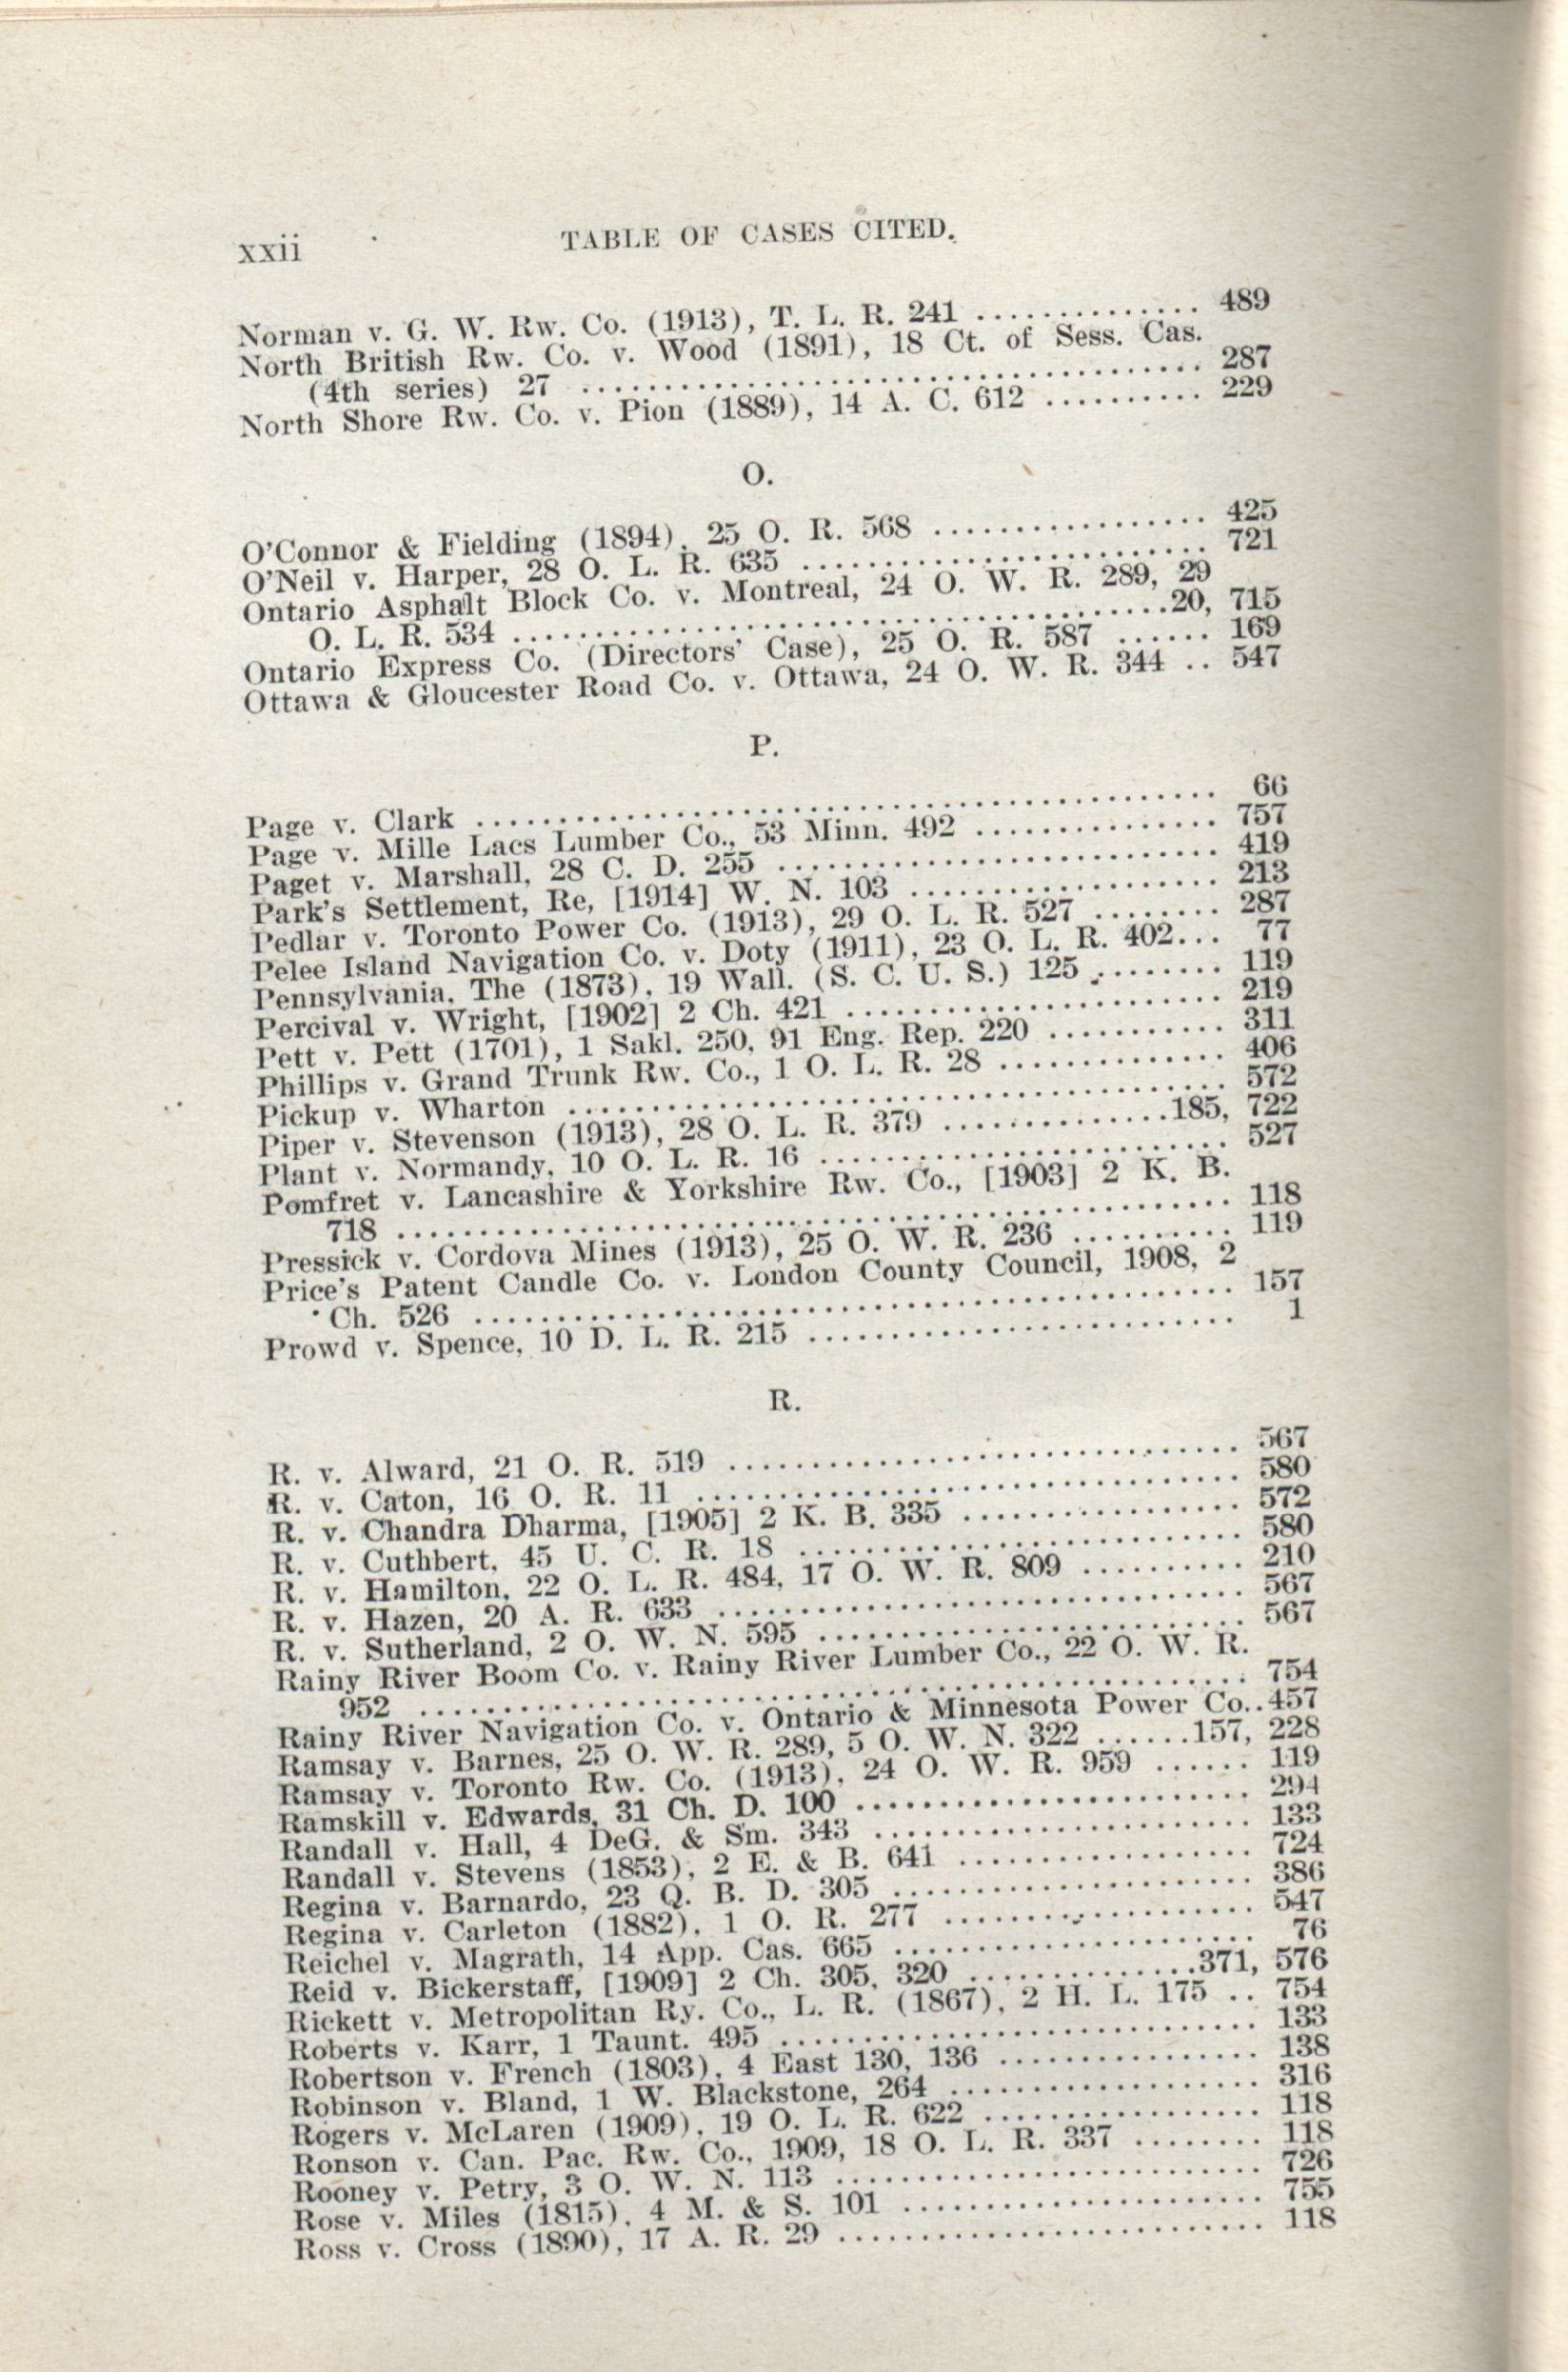 xxii TABLE OF CASES CITED.
Norman v. G. W. Rw. Co. (1913), T. L. R. 241 .............. 489
North British Rw. Co. v. Wood (1891), 18 Ct. of Sess. Cas.
(4th series) 27 ...................................... 287
North Shore Rw. Co. v. Pion (1889), 14 A. C. 612 .......... 229
O.
O'Connor & Fielding (1894), 25 O. R. 568 ................. 425
O'Neil v. Harper, 28 O. L. R. 635 ......................... 721
Ontario Asphalt Block Co. v. Montreal, 24 O. W. R. 289, 29
O. L. R. 534 ........................................20, 715
Ontario Express Co. (Directors' Case), 25 O. R. 587 ...... 169
Ottawa & Gloucester Road Co. v. Ottawa, 24 O. W. R. 344 .. 547
P.
Page v. Clark ............................................. 66
Page v. Mille Lacs Lumber Co., 53 Minn. 492 ............... 757
Paget v. Marshall, 28 C. D. 255 ........................... 419
Park's Settlement, Re, [1914] W. N. 103 ................... 213
Pedlar v. Toronto Power Co. (1913), 29 O. L. R. 527 ........ 287
Pelee Island Navigation Co. v. Doty (1911), 23 O. L. R. 402... 77
Pennsylvania, The (1873), 19 Wall. (S. C. U. S.) 125 ........ 119
Percival v. Wright, [1902] 2 Ch. 421 ....................... 219
Pett v. Pett (1701), 1 Sakl. 250, 91 Eng. Rep. 220 ........... 311
Phillips v. Grand Trunk Rw. Co., 1 O. L. R. 28 .............. 406
Pickup v. Wharton ........................................ 572
Piper v. Stevenson (1913), 28 O. L. R. 379 ..............185, 722
Plant v. Normandy, 10 O. L. R. 16 ......................... 527
Pomfret v. Lancashire & Yorkshire Rw. Co., [1903] 2 K. B.
718 .................................................. 118
Pressick v. Cordova Mines (1913), 25 O. W. R. 236 .......... 119
Price's Patent Candle Co. v. London County Council, 1908, 2
Ch. 526 .............................................. 157
Prowd v. Spence, 10 D. L. R. 215 .......................... 1
R.
R. v. Alward, 21 O. R. 519 ................................ 567
R. v. Caton, 16 O. R. 11 .................................. 580
R. v. Chandra Dharma, [1905] 2 K. B. 335 ................. 572
R. v. Cuthbert, 45 U. C. R. 18 ........................... 580
R. v. Hamilton, 22 O. L. R. 484, 17 O. W. R. 809 .......... 210
R. v. Hazen, 20 A. R. 633 ................................ 567
R. v. Sutherland, 2 O. W. N. 595 .......................... 567
Rainy River Boom Co. v. Rainy River Lumber Co., 22 O. W. R.
952 .................................................. 754
Rainy River Navigation Co. v. Ontario & Minnesota Power Co..457
Ramsay v. Barnes, 25 O. W. R. 289, 5 O. W. N. 322 ......157, 228
Ramsay v. Toronto Rw. Co. (1913), 24 O. W. R. 959 ...... 119
Ramskill v. Edwards, 31 Ch. D. 100 ........................ 294
Randall v. Hall, 4 DeG. & Sm. 343 ....................... 133
Randall v. Stevens (1853), 2 E. & B. 641 .................. 724
Regina v. Barnardo, 23 Q. B. D. 305 ...................... 386
Regina v. Carleton (1882), 1 O. R. 277 ................... 547
Reichel v. Magrath, 14 App. Cas. 665 ...................... 76
Reid v. Bickerstaff, [1909] 2 Ch. 305, 320 ..............371, 576
Rickett v. Metropolitan Ry. Co., L. R. (1867), 2 H. L. 175 .. 754
Roberts v. Karr, 1 Taunt. 495 ............................. 133
Robertson v. French (1803), 4 East 130, 136 ................ 138
Robinson v. Bland, 1 W. Blackstone, 264 ................... 316
Rogers v. McLaren (1909), 19 O. L. R. 622 ................. 118
Ronson v. Can. Pac. Rw. Co., 1909, 18 O. L. R. 337 ........ 118
Rooney v. Petry, 3 O. W. N. 113 .......................... 726
Rose v. Miles (1815), 4 M. & S. 101 ...................... 755
Ross v. Cross (1890), 17 A. R. 29 .......................... 118